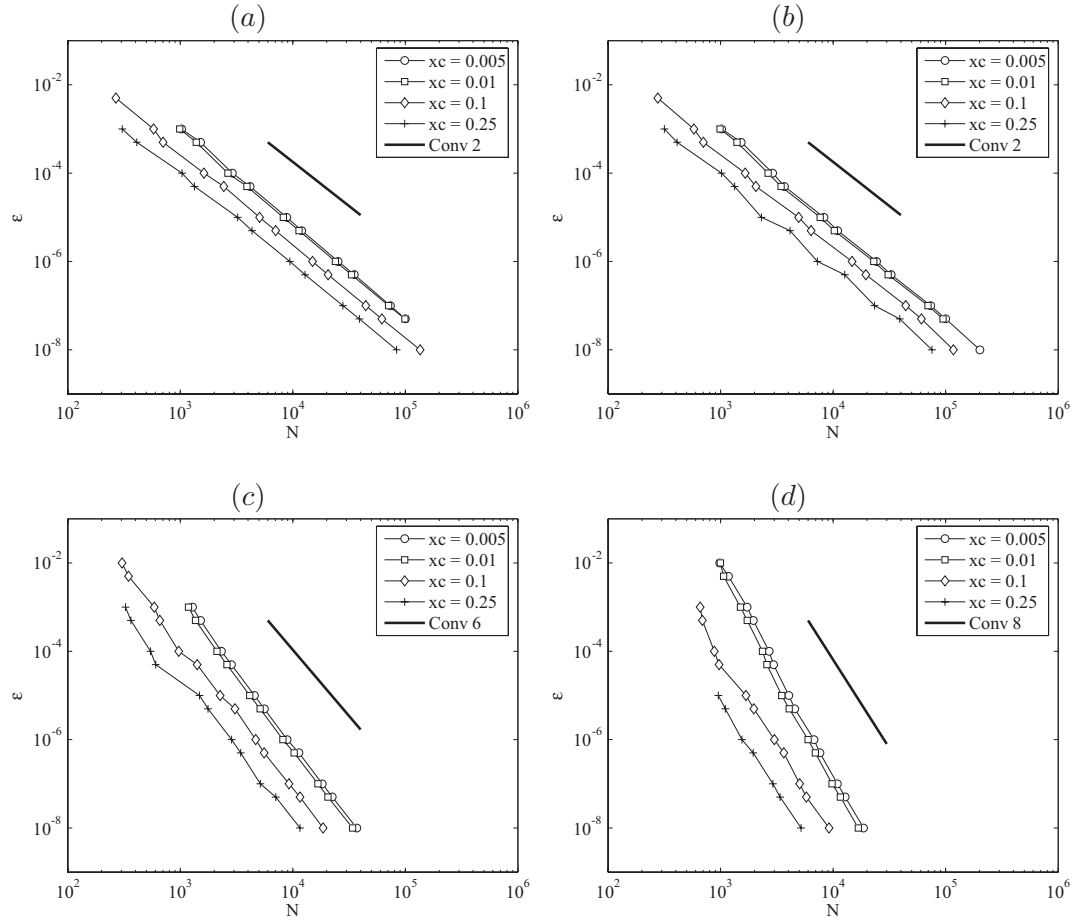 (a)
10^-2
10^-4
10^-6
10^-8
ε
10^2 10^3 10^4 10^5 10^6
N
xc = 0.005
xc = 0.01
xc = 0.1
xc = 0.25
Conv 2
(b)
10^-2
10^-4
10^-6
10^-8
ε
10^2 10^3 10^4 10^5 10^6
N
xc = 0.005
xc = 0.01
xc = 0.1
xc = 0.25
Conv 2
(c)
10^-2
10^-4
10^-6
10^-8
ε
10^2 10^3 10^4 10^5 10^6
N
xc = 0.005
xc = 0.01
xc = 0.1
xc = 0.25
Conv 6
(d)
10^-2
10^-4
10^-6
10^-8
ε
10^2 10^3 10^4 10^5 10^6
N
xc = 0.005
xc = 0.01
xc = 0.1
xc = 0.25
Conv 8